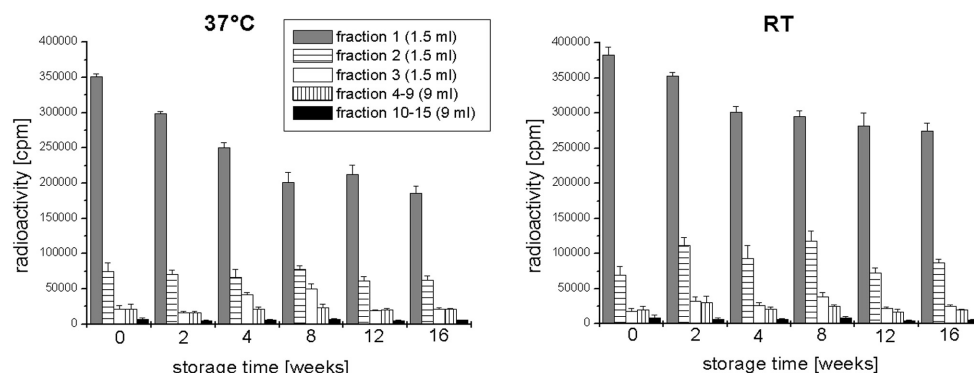 37°C
400000
350000
300000
250000
200000
150000
100000
50000
0
radioactivity [cpm]
0 2 4 8 12 16
storage time [weeks]
fraction 1 (1.5 ml)
fraction 2 (1.5 ml)
fraction 3 (1.5 ml)
fraction 4-9 (9 ml)
fraction 10-15 (9 ml)
RT
400000
350000
300000
250000
200000
150000
100000
50000
0
radioactivity [cpm]
0 2 4 8 12 16
storage time [weeks]